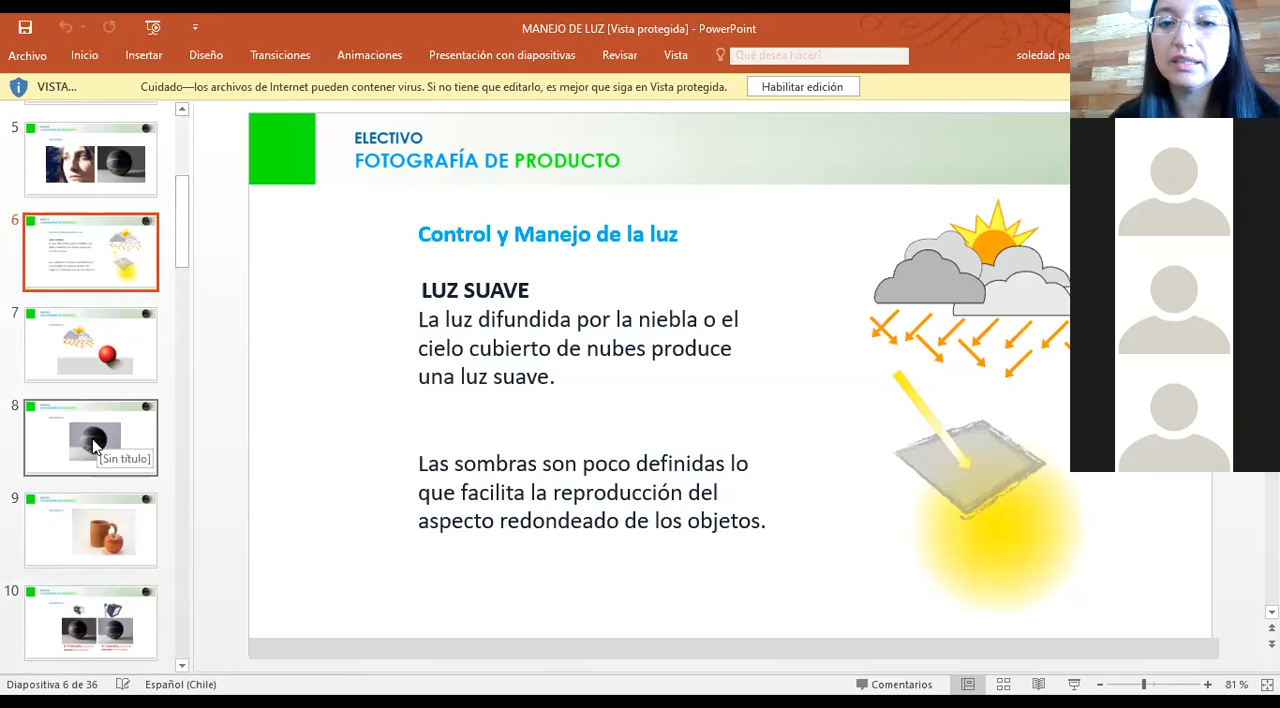 MANEJO DE LUZ [Vista protegida] - PowerPoint
Archivo Inicio Insertar Diseño Transiciones Animaciones Presentación con diapositivas Revisar Vista ¿Qué desea hacer? soledad pa
VISTA... Cuidado—los archivos de Internet pueden contener virus. Si no tiene que editarlo, es mejor que siga en Vista protegida. Habilitar edición
5
6
7
8
[Sin título]
9
10
ELECTIVO
FOTOGRAFÍA DE PRODUCTO
Control y Manejo de la luz
LUZ SUAVE
La luz difundida por la niebla o el
cielo cubierto de nubes produce
una luz suave.
Las sombras son poco definidas lo
que facilita la reproducción del
aspecto redondeado de los objetos.
Diapositiva 6 de 36 Español (Chile) Comentarios 81 %